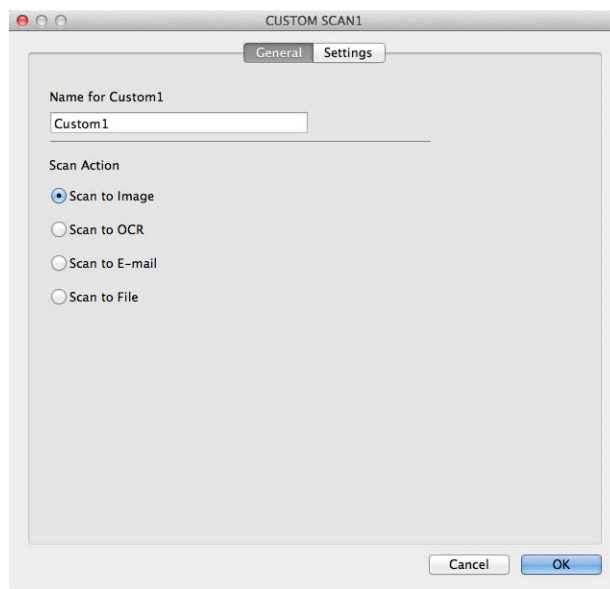 CUSTOM SCAN1
General Settings
Name for Custom1
Custom1
Scan Action
Scan to Image
Scan to OCR
Scan to E-mail
Scan to File
Cancel OK